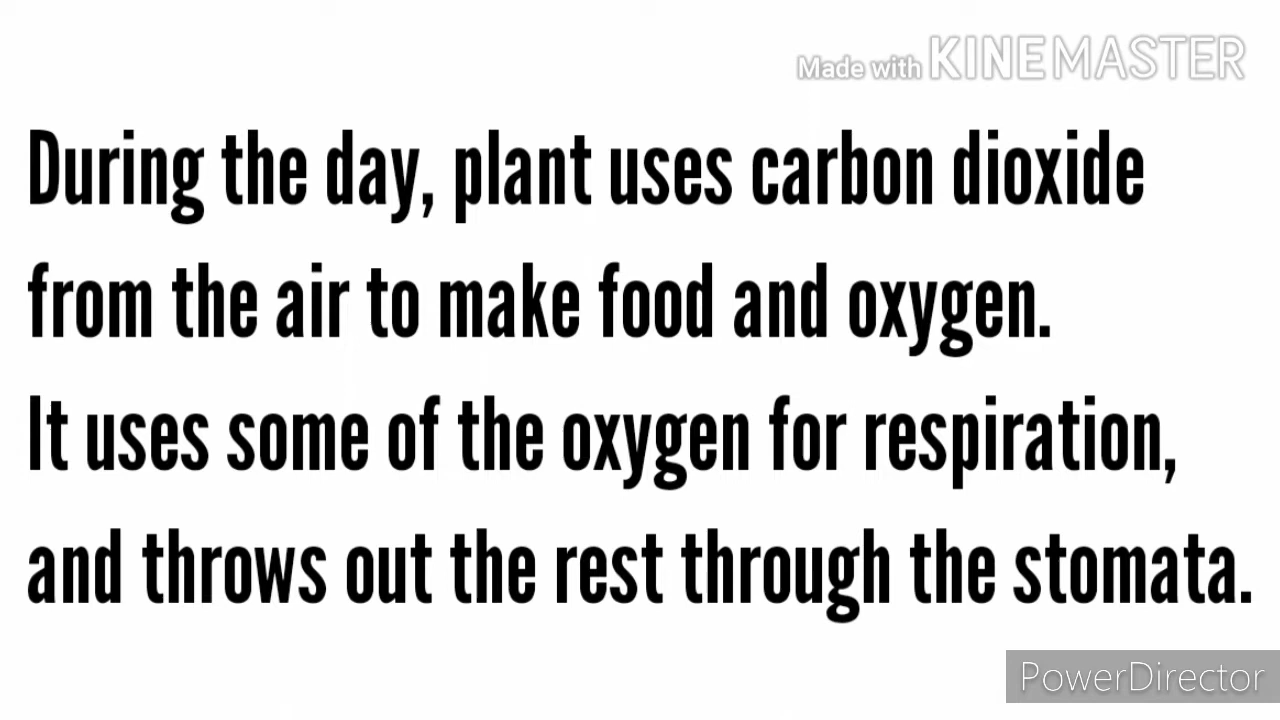 Made with KINEMASTER
During the day, plant uses carbon dioxide
from the air to make food and oxygen.
It uses some of the oxygen for respiration,
and throws out the rest through the stomata.
PowerDirector